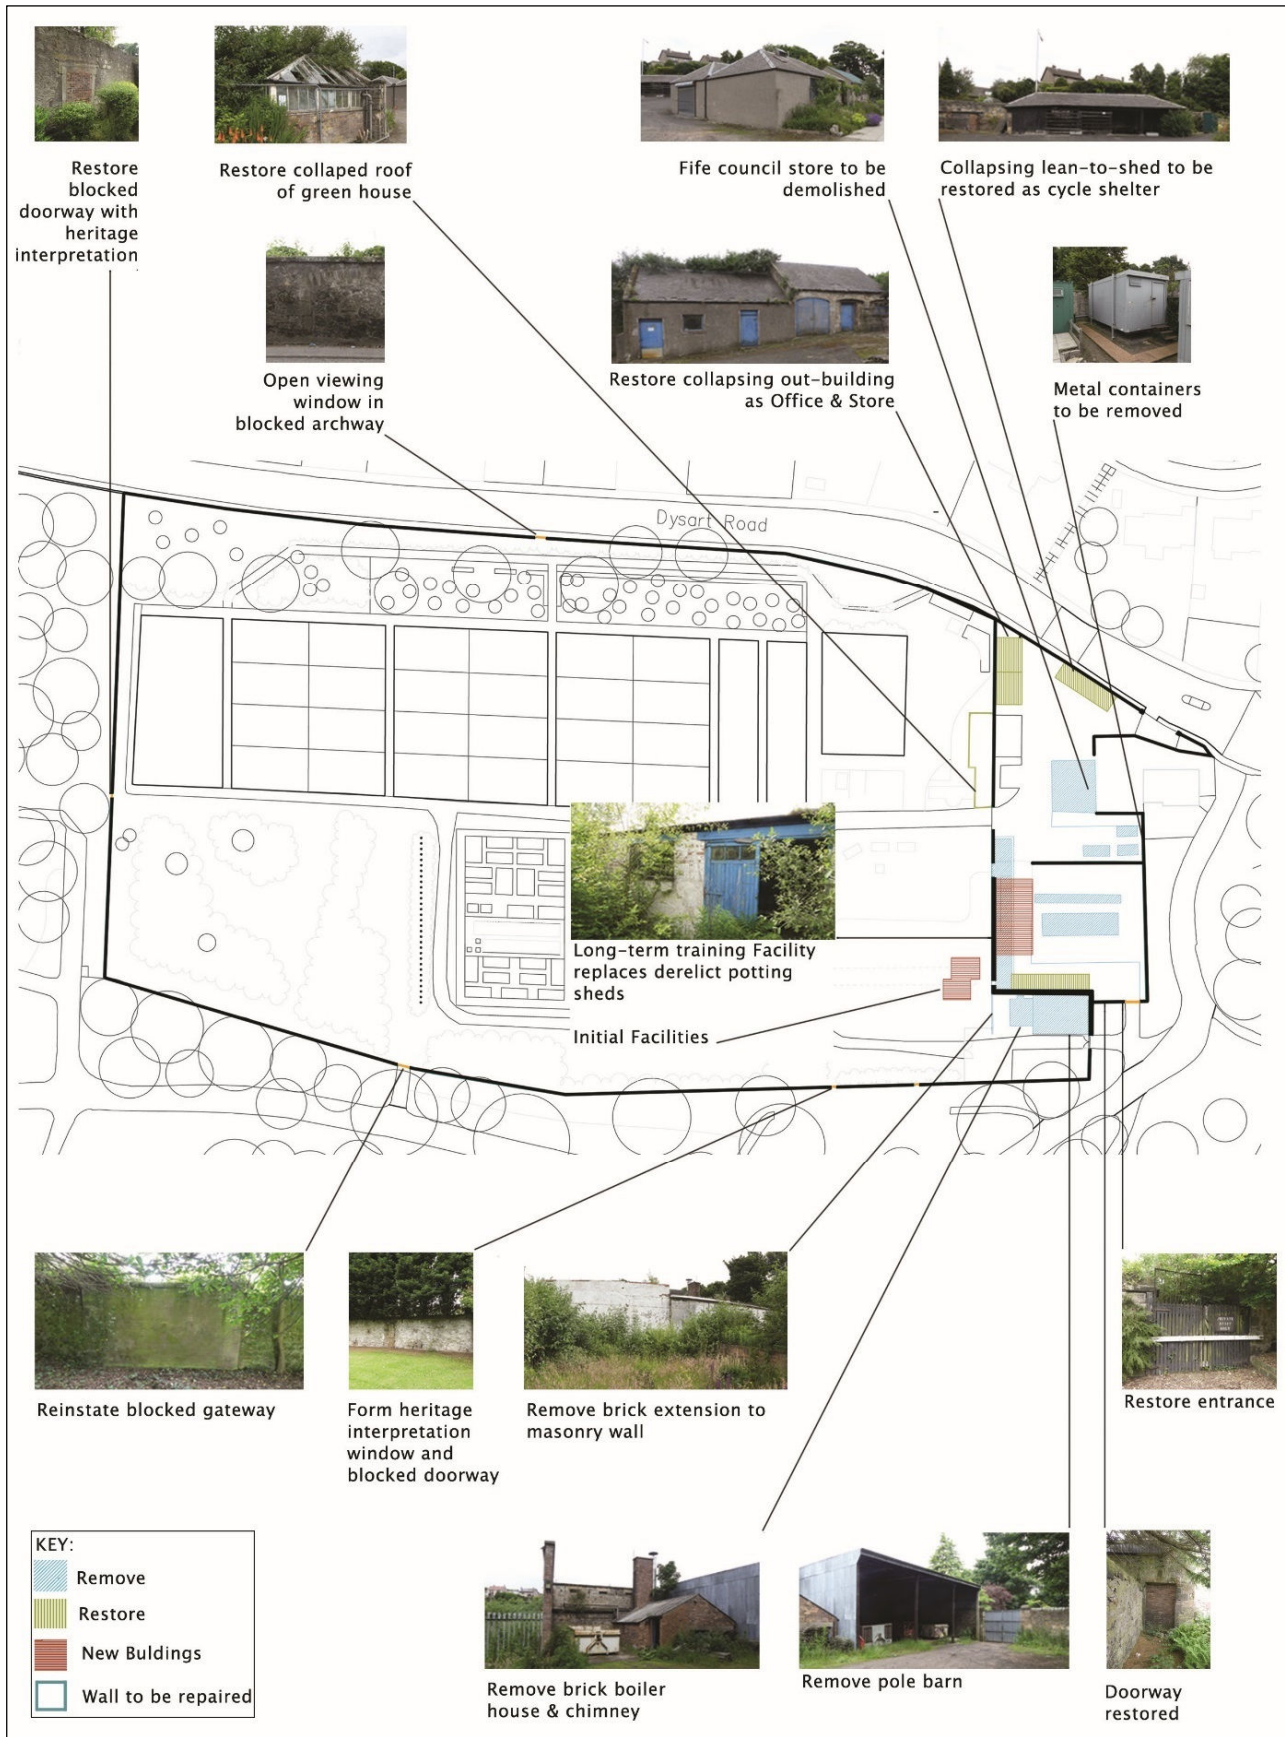 Restore
blocked
doorway with
heritage
interpretation
Restore collaped roof
of green house
Fife council store to be
demolished
Collapsing lean-to-shed to be
restored as cycle shelter
Open viewing
window in
blocked archway
Restore collapsing out-building
as Office & Store
Metal containers
to be removed
Dysart Road
Long-term training Facility
replaces derelict potting
sheds
Initial Facilities
Reinstate blocked gateway
Form heritage
interpretation
window and
blocked doorway
Remove brick extension to
masonry wall
Restore entrance
KEY:
Remove
Restore
New Buldings
Wall to be repaired
Remove brick boiler
house & chimney
Remove pole barn
Doorway
restored